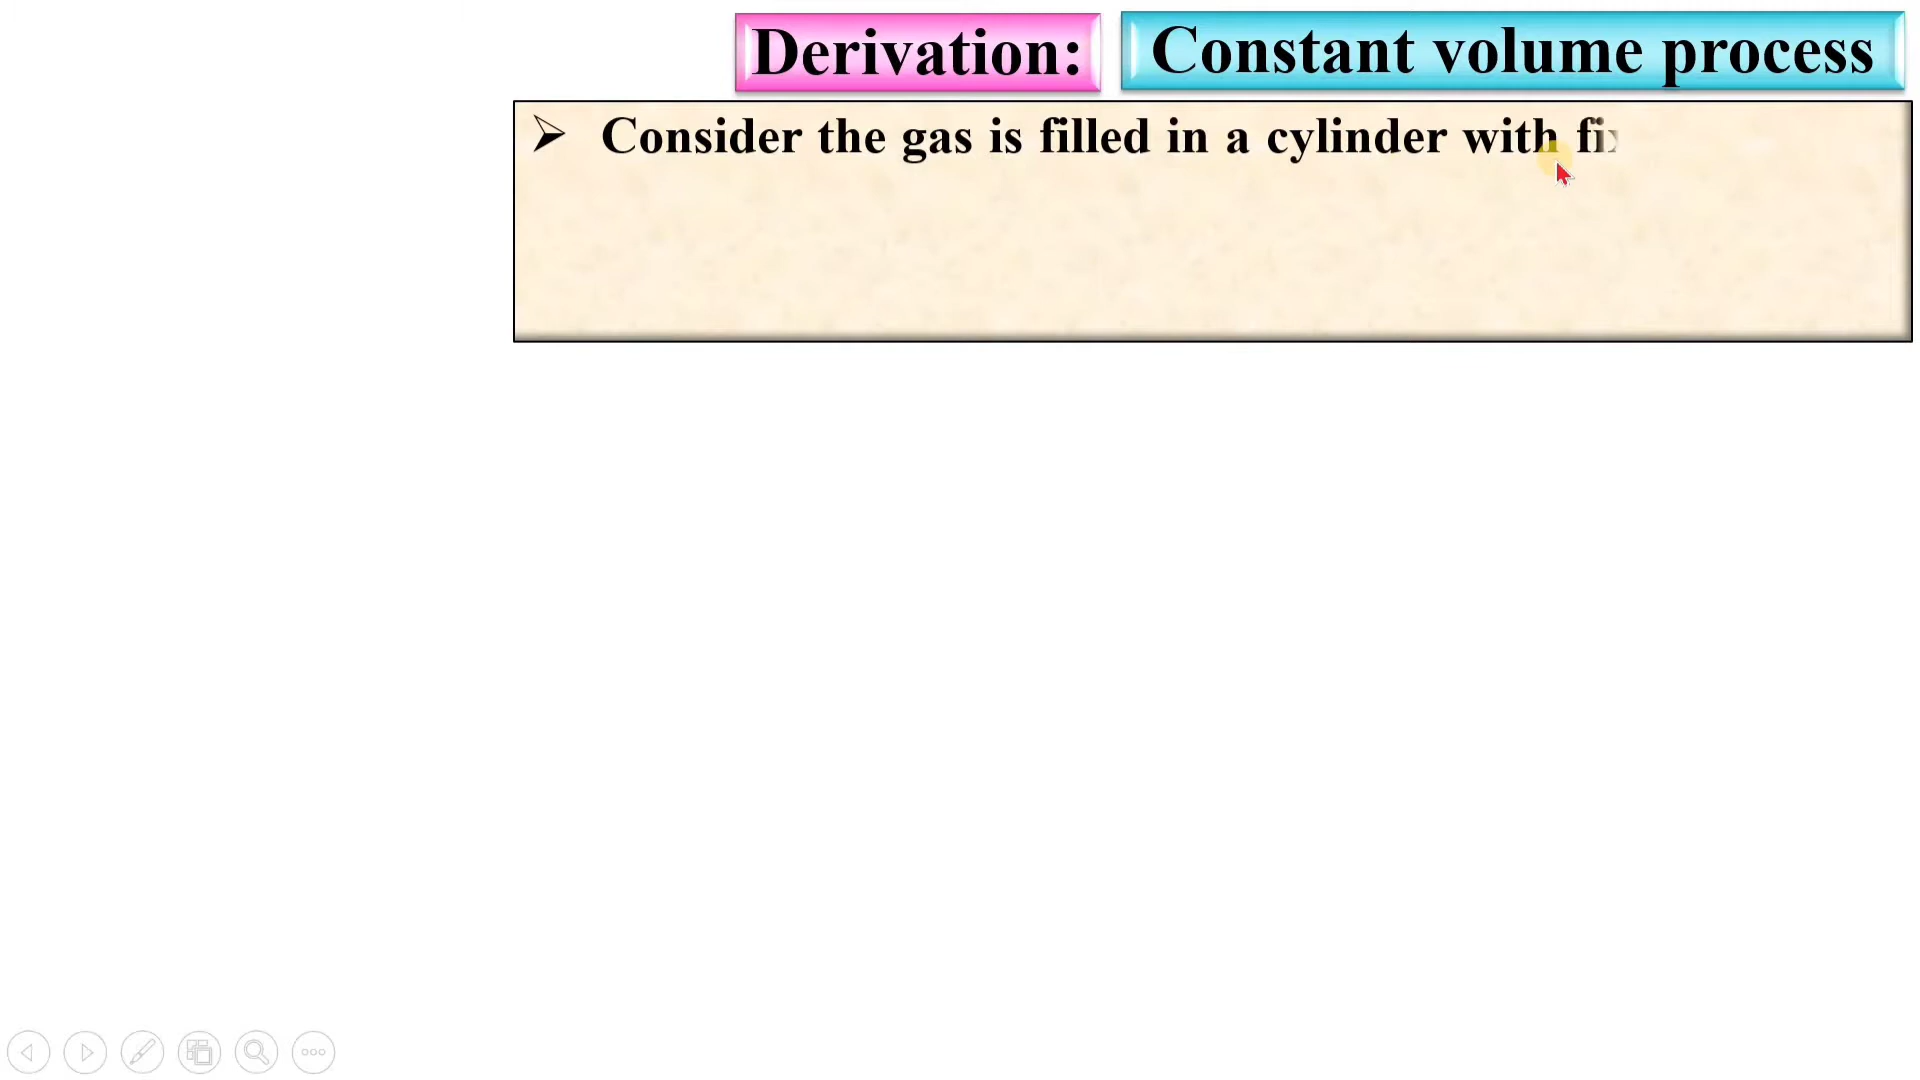 Derivation: Constant volume process
➢ Consider the gas is filled in a cylinder with